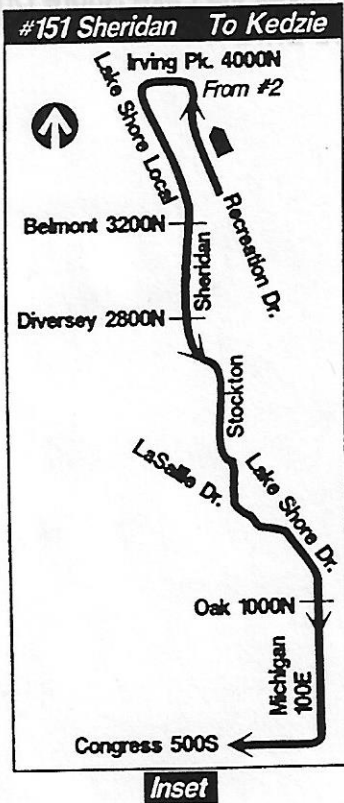 #151 Sheridan To Kedzie
Irving Pk. 4000N
From #2
Lake Shore Local
Recreation Dr.
Belmont 3200N
Sheridan
Diversey 2800N
Stockton
LaSalle Dr.
Lake Shore Dr.
Oak 1000N
Michigan
100E
Congress 500S
Inset